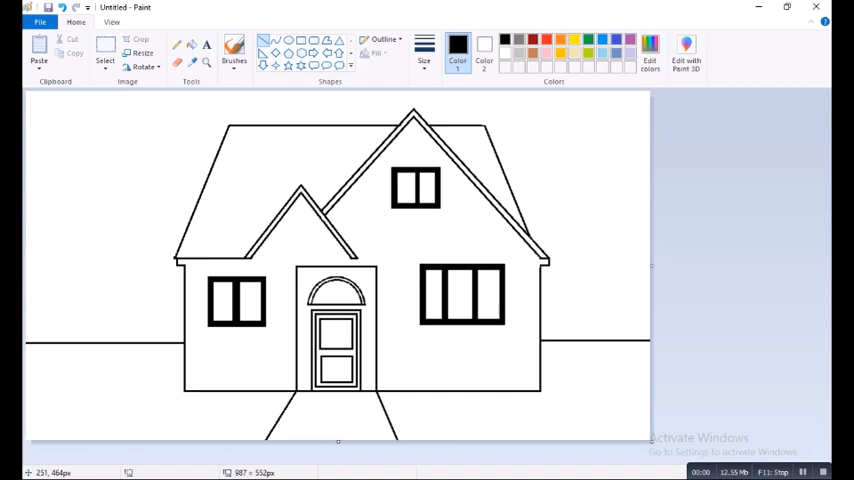 Untitled - Paint
File
Home
View
Paste
Cut
Copy
Clipboard
Select
Crop
Resize
Rotate
Image
A
Tools
Brushes
Shapes
Outline
Fill
Size
Color 1
Color 2
Colors
Edit colors
Edit with Paint 3D
Activate Windows
Go to Settings to activate Windows.
251, 464px
987 × 552px
00:00
12.55 Mb
F11: Stop